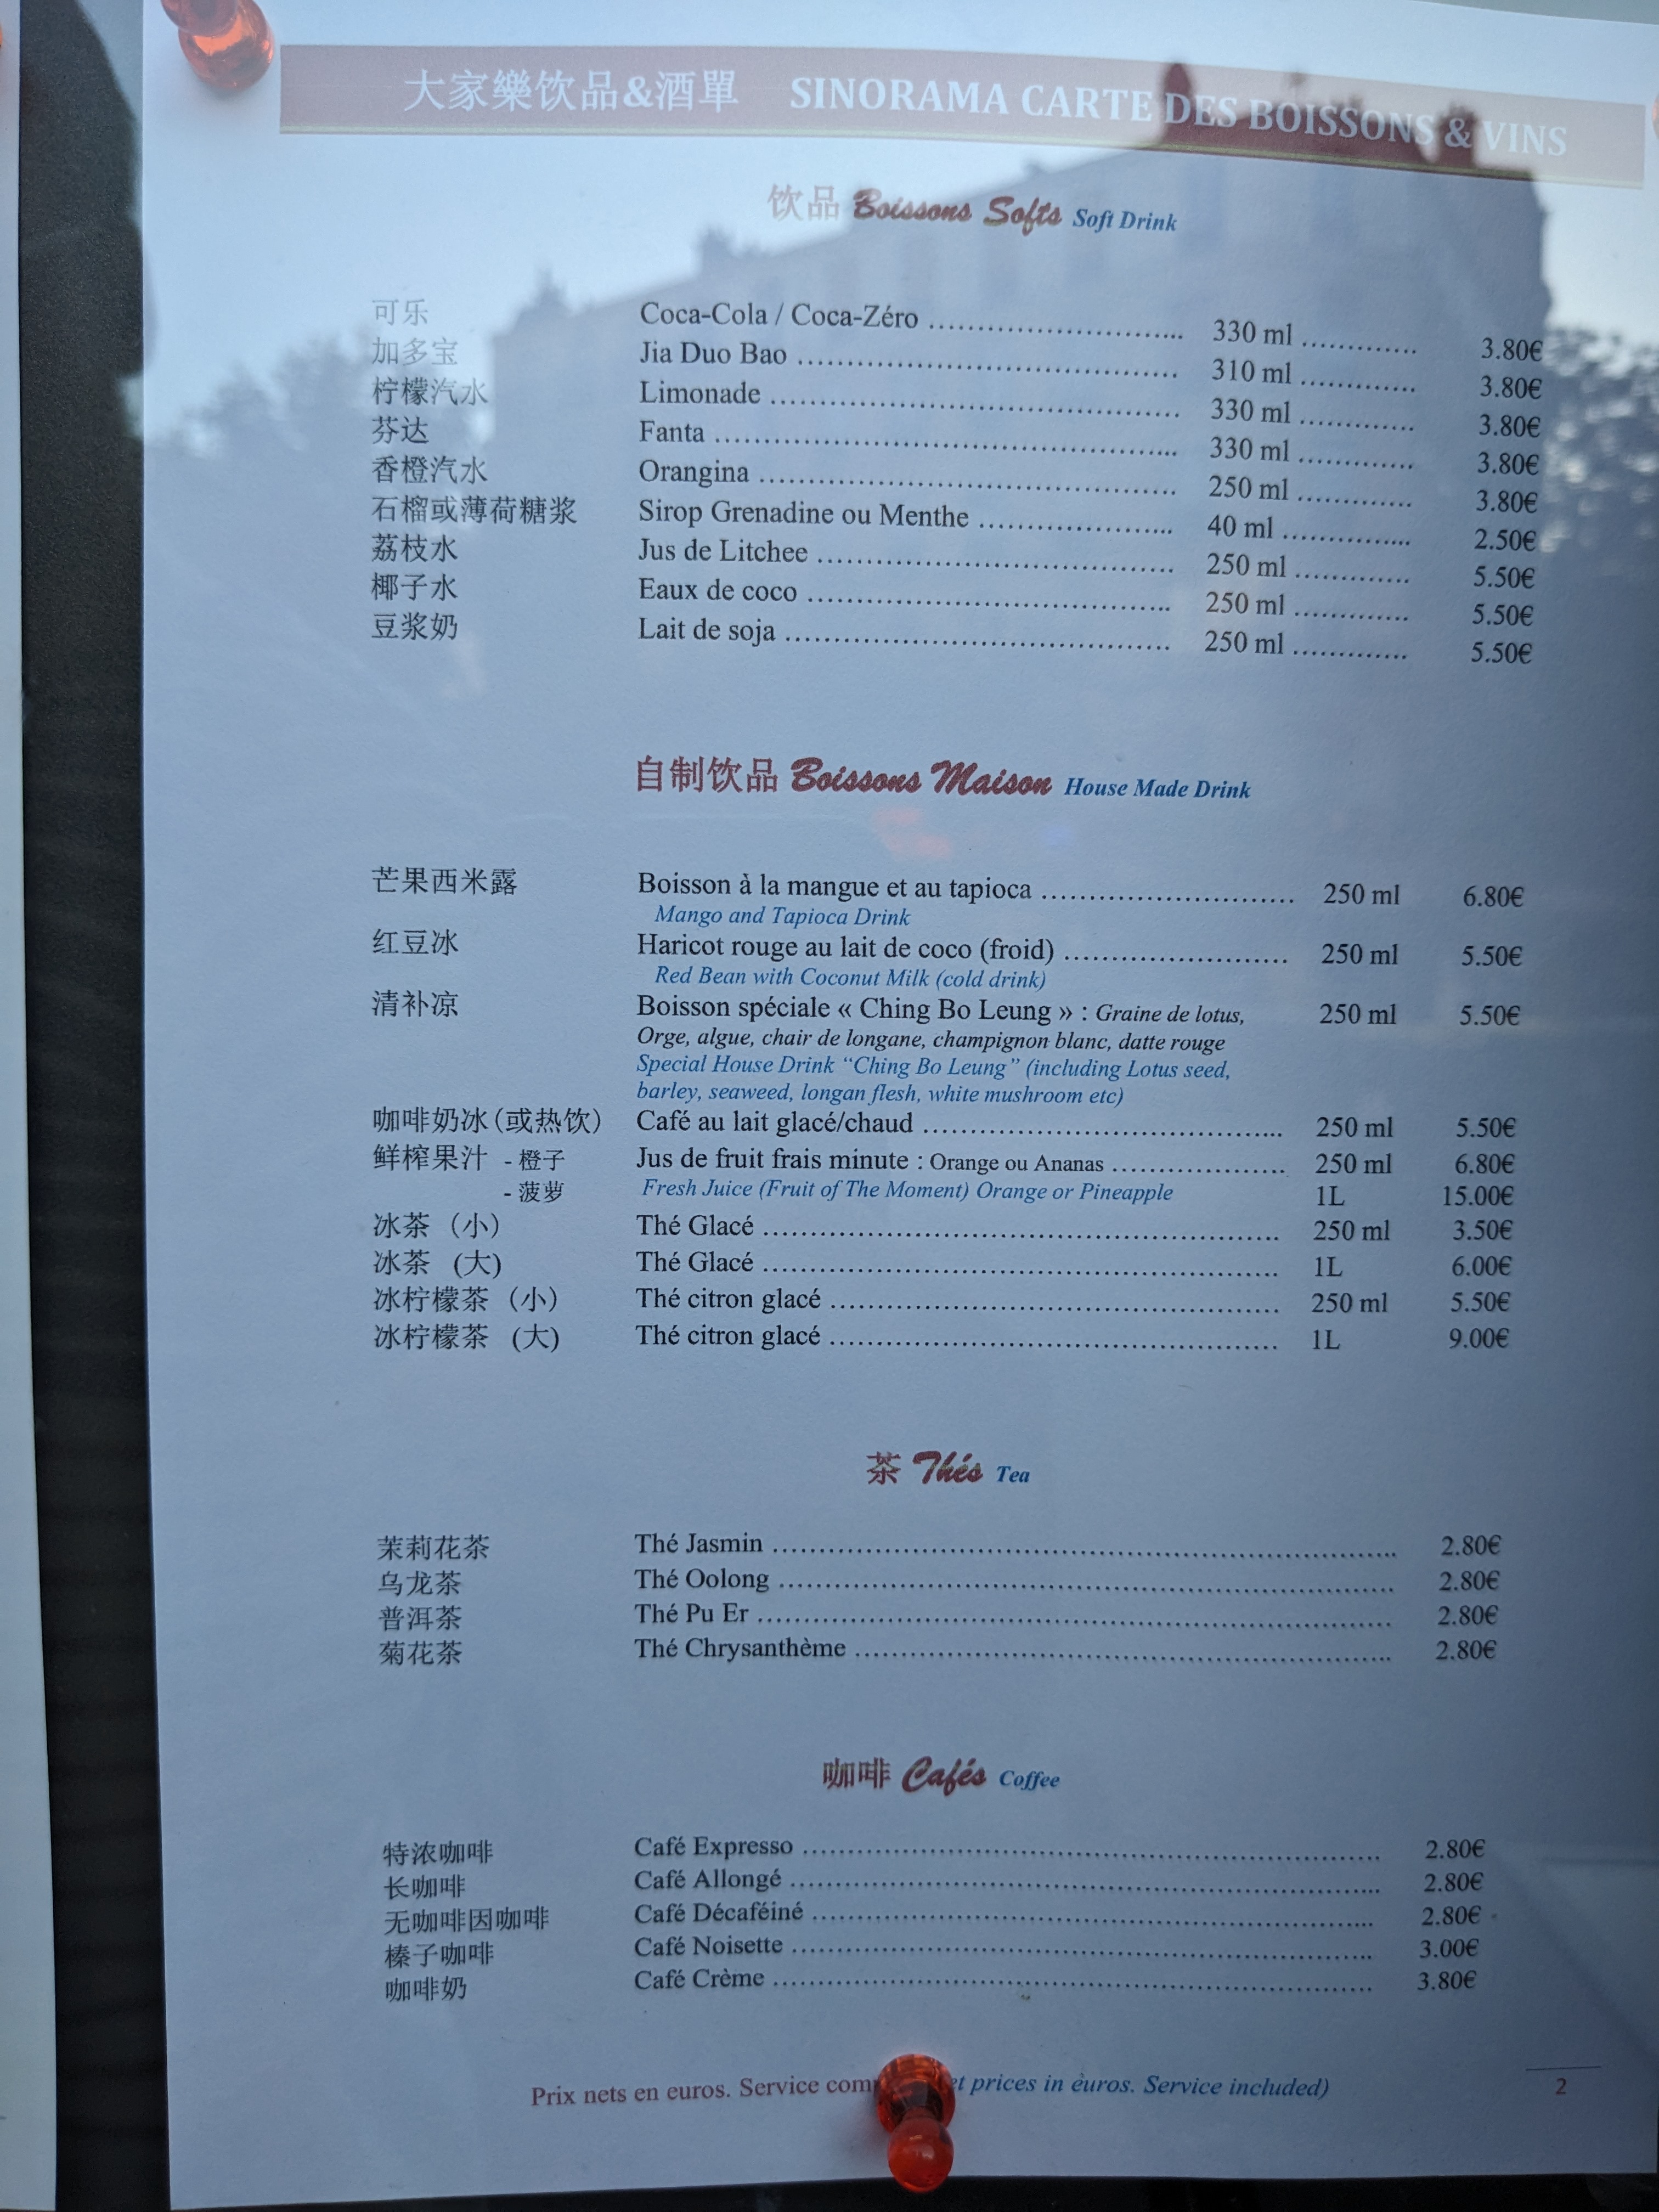 大家樂饮品&酒單 SINORAMA CARTE DES BOISSONS & VINS
饮品 Boissons Softs Soft Drink
可乐 Coca-Cola / Coca-Zéro 330 ml 3.80€
加多宝 Jia Duo Bao 310 ml 3.80€
柠檬汽水 Limonade 330 ml 3.80€
芬达 Fanta 330 ml 3.80€
香橙汽水 Orangina 250 ml 3.80€
石榴或薄荷糖浆 Sirop Grenadine ou Menthe 40 ml 2.50€
荔枝水 Jus de Litchee 250 ml 5.50€
椰子水 Eaux de coco 250 ml 5.50€
豆浆奶 Lait de soja 250 ml 5.50€
自制饮品 Boissons Maison House Made Drink
芒果西米露 Boisson à la mangue et au tapioca 250 ml 6.80€
Mango and Tapioca Drink
红豆冰 Haricot rouge au lait de coco (froid) 250 ml 5.50€
Red Bean with Coconut Milk (cold drink)
清补凉 Boisson spéciale « Ching Bo Leung » : Graine de lotus, 250 ml 5.50€
Orge, algue, chair de longane, champignon blanc, datte rouge
Special House Drink “Ching Bo Leung” (including Lotus seed,
barley, seaweed, longan flesh, white mushroom etc)
咖啡奶冰(或热饮) Café au lait glacé/chaud 250 ml 5.50€
鲜榨果汁 - 橙子 Jus de fruit frais minute : Orange ou Ananas 250 ml 6.80€
- 菠萝 Fresh Juice (Fruit of The Moment) Orange or Pineapple 1L 15.00€
冰茶（小） Thé Glacé 250 ml 3.50€
冰茶 (大) Thé Glacé 1L 6.00€
冰柠檬茶（小） Thé citron glacé 250 ml 5.50€
冰柠檬茶 (大) Thé citron glacé 1L 9.00€
茶 Thés Tea
茉莉花茶 Thé Jasmin 2.80€
乌龙茶 Thé Oolong 2.80€
普洱茶 Thé Pu Er 2.80€
菊花茶 Thé Chrysanthème 2.80€
咖啡 Cafés Coffee
特浓咖啡 Café Expresso 2.80€
长咖啡 Café Allongé 2.80€
无咖啡因咖啡 Café Décaféiné 2.80€
榛子咖啡 Café Noisette 3.00€
咖啡奶 Café Crème 3.80€
Prix nets en euros. Service prices in euros. Service included)
2